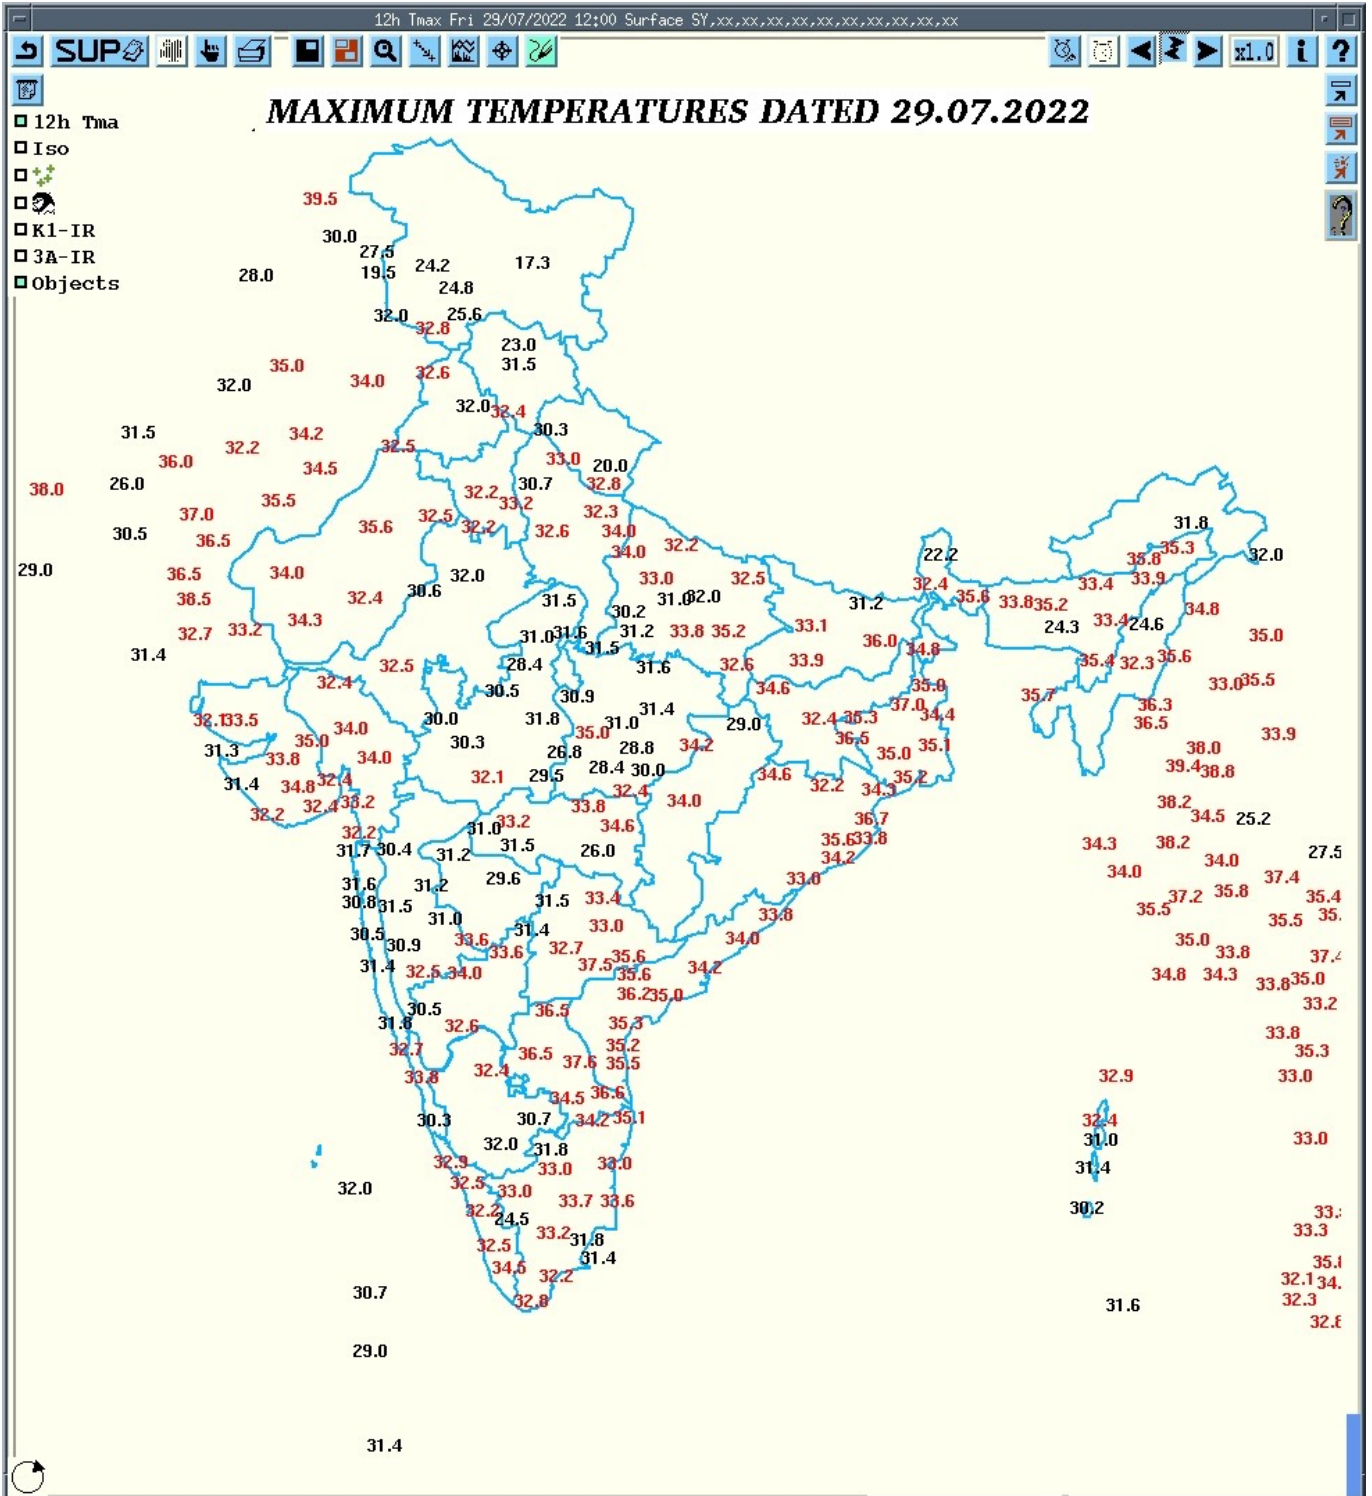 12h Tmax Fri 29/07/2022 12:00 Surface SY,xx,xx,xx,xx,xx,xx,xx,xx,xx,xx
SUP x1.0 i ?
MAXIMUM TEMPERATURES DATED 29.07.2022
12h Tma
Iso
K1-IR
3A-IR
Objects
39.5
30.0
27.5
28.0 19.5 24.2 17.3
24.8
32.0 32.8 25.6
23.0
35.0 31.5
32.0 34.0 32.6
32.0 32.4
31.5 34.2 30.3
32.2 32.5
36.0 34.5 33.0 20.0
38.0 26.0 32.2 30.7 32.8
35.5 33.2
37.0 32.5 32.3
30.5 36.5 35.6 32.2 32.6 34.0 31.8
34.0 32.2 35.3
29.0 36.5 34.0 32.0 33.0 32.5 22.2 35.8 32.0
30.6 32.4 33.4 33.9
38.5 32.4 31.5 31.0 32.0 31.2 35.6 33.8 35.2
34.3 30.2 33.4 34.8
32.7 33.2 31.0 31.6 31.2 33.8 35.2 33.1 24.3 24.6
31.4 31.5 36.0 34.8 35.0
32.5 28.4 31.6 32.6 33.9 35.4 32.3 35.6
32.4 30.5 30.9 34.6 35.0 33.0 35.5
35.7 36.3
32.1 33.5 30.0 31.8 31.0 31.4 29.0 32.4 35.3 37.0 34.4 36.5
34.0 35.0 33.9
31.3 35.0 30.3 26.8 28.8 34.2 36.5 35.0 35.1 38.0
33.8 34.0 28.4 30.0 39.4 38.8
31.4 34.8 32.4 32.1 29.5 32.4 34.6 32.2 34.3 35.2
32.2 32.4 33.2 33.8 34.0 38.2
31.0 33.2 34.6 36.7 34.5 25.2
32.2 35.6 33.8
31.7 30.4 31.2 31.5 26.0 34.2 34.3 38.2 27.5
34.0 34.0
31.6 31.2 29.6 33.0 37.4
30.8 31.5 31.5 33.4 37.2 35.8 35.4
31.0 33.8 35.5 35.5
30.5 33.6 31.4 33.0
30.9 33.6 32.7 35.6 34.0 35.0 33.8
31.4 32.5 34.0 37.5 35.6 34.2 34.8 34.3 35.0
36.2 35.0 33.8
30.5 36.5 33.2
31.8 32.6 35.3 33.8
32.7 36.5 35.2 35.3
32.4 37.6 35.5
33.8 32.9 33.0
34.5 36.6
30.3 30.7 34.2 35.1 32.4
32.0 31.8 31.0 33.0
32.9 33.0 33.0 31.4
32.5 33.0
32.0 33.7 33.6
32.2 24.5 30.2
33.2 31.8 33.3
32.5 31.4
34.5 32.2 32.1
30.7 32.8 31.6 32.3
29.0
31.4